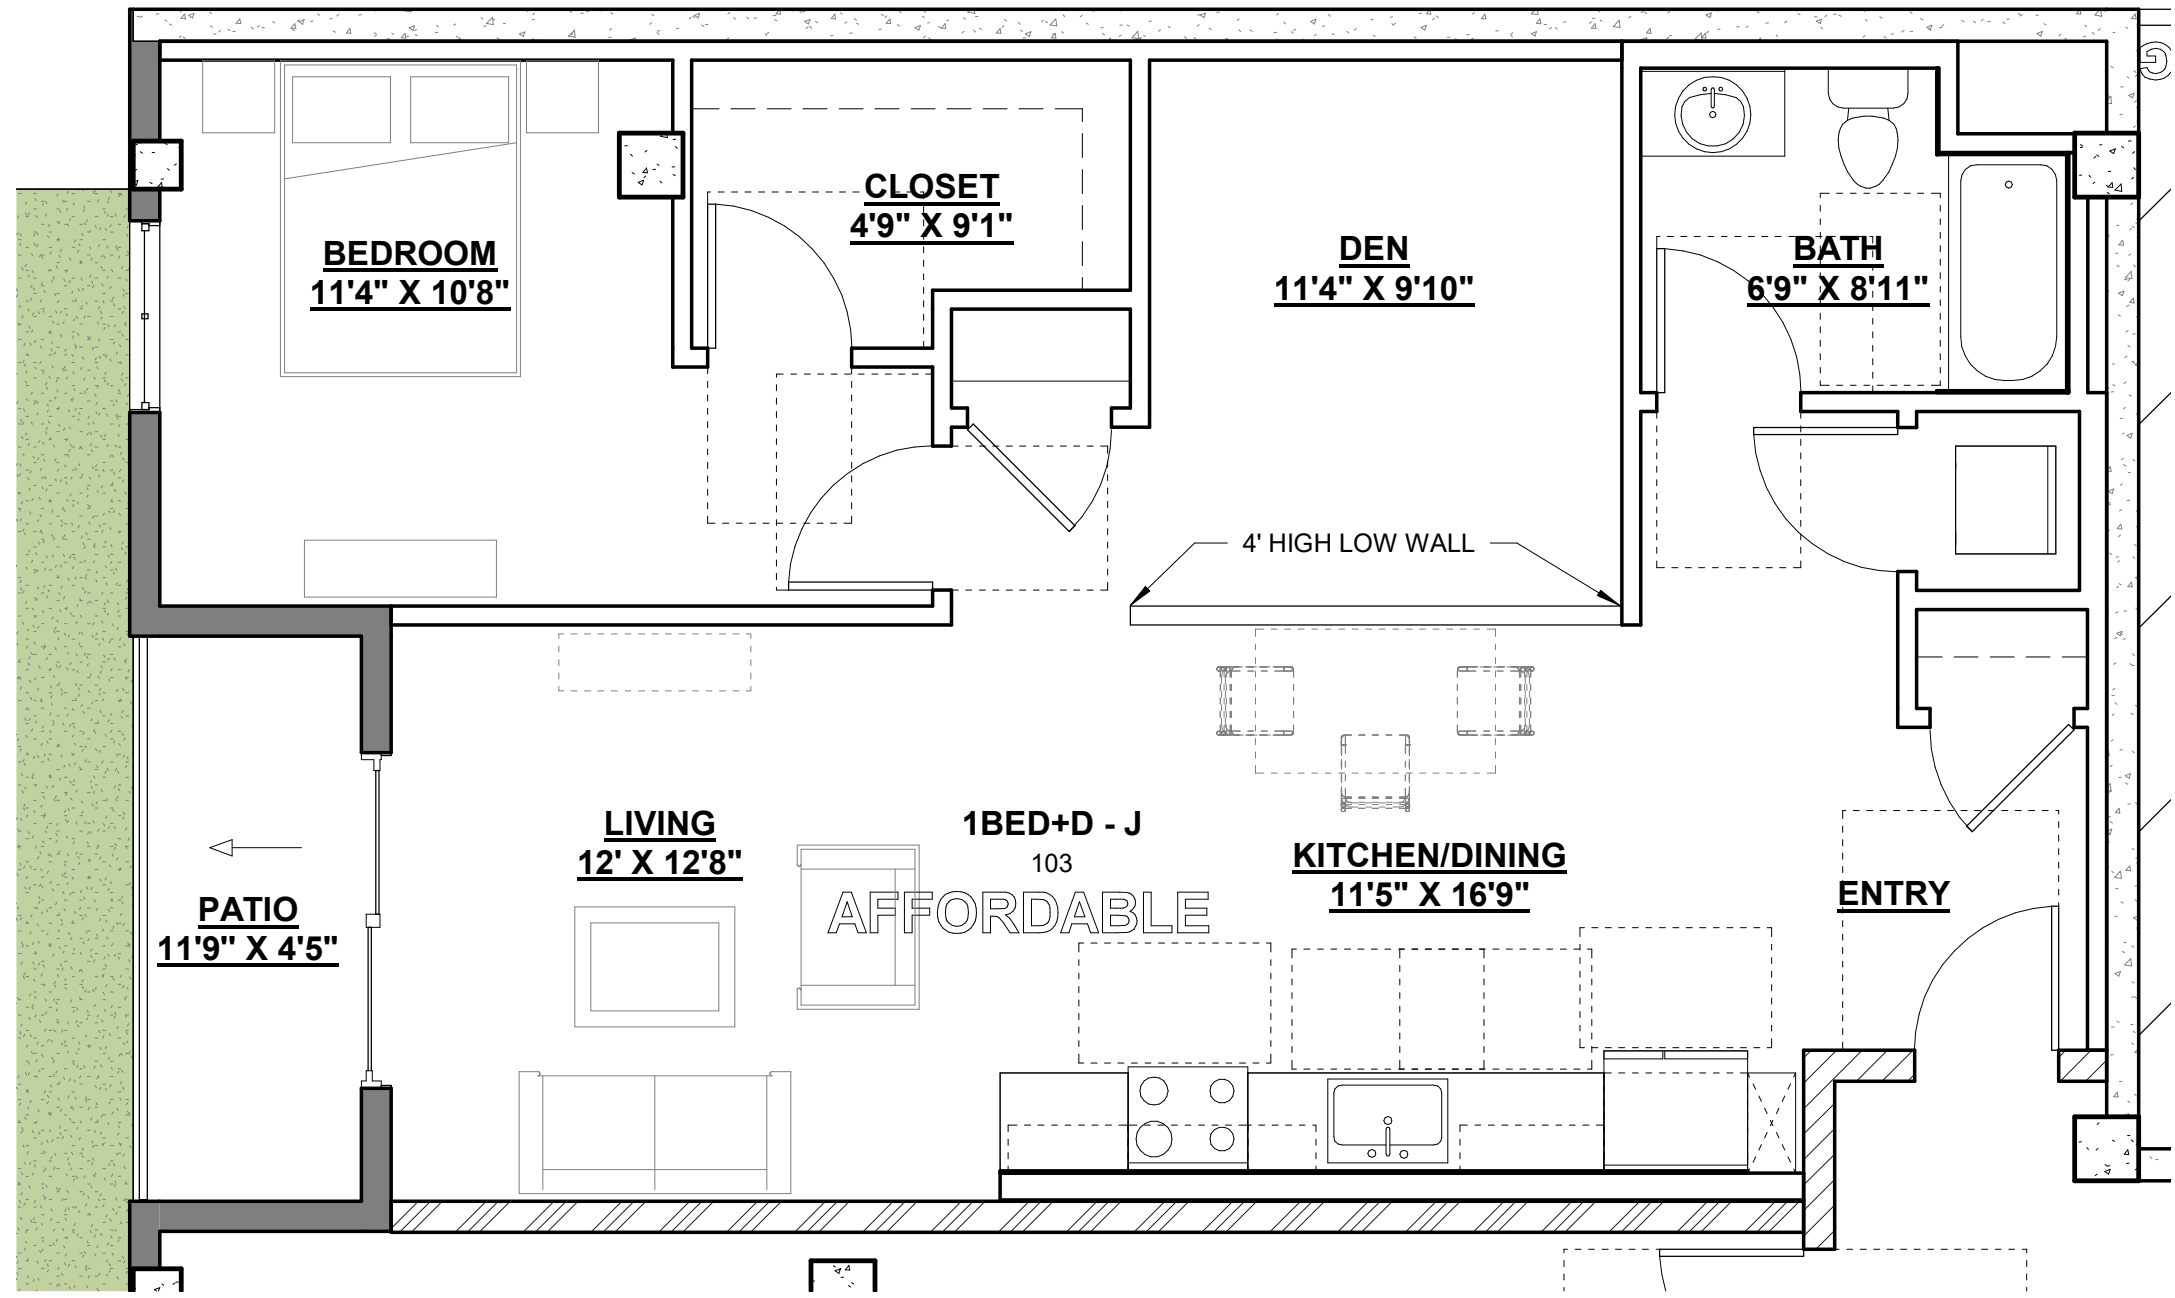 CLOSET
4'9" X 9'1"
BEDROOM
11'4" X 10'8"
DEN
11'4" X 9'10"
BATH
6'9" X 8'11"
4' HIGH LOW WALL
LIVING
12' X 12'8"
1BED+D - J
103
AFFORDABLE
KITCHEN/DINING
11'5" X 16'9"
ENTRY
PATIO
11'9" X 4'5"